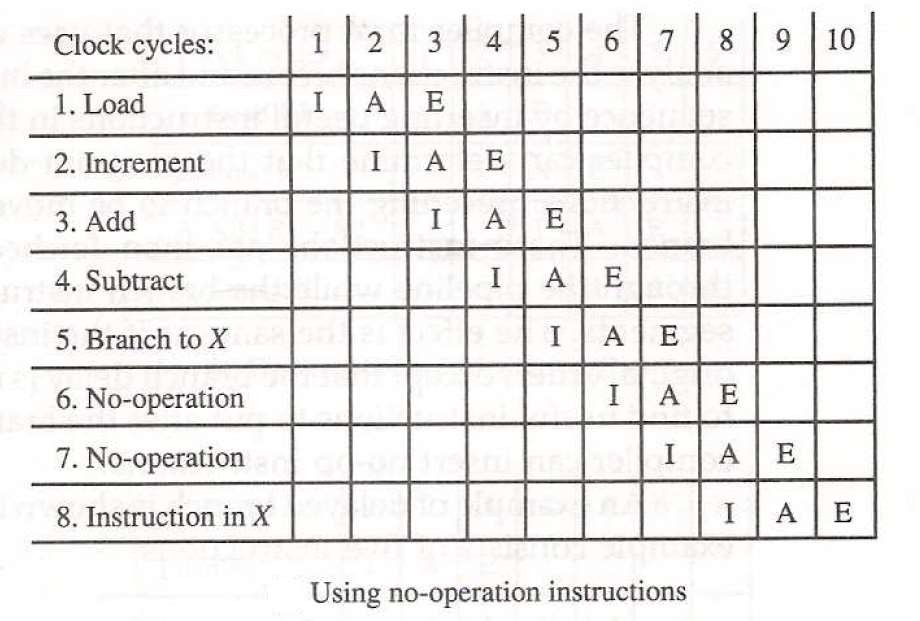 Clock cycles: 1 2 3 4 5 6 7 8 9 10
1. Load I A E
2. Increment I A E
3. Add I A E
4. Subtract I A E
5. Branch to X I A E
6. No-operation I A E
7. No-operation I A E
8. Instruction in X I A E
Using no-operation instructions